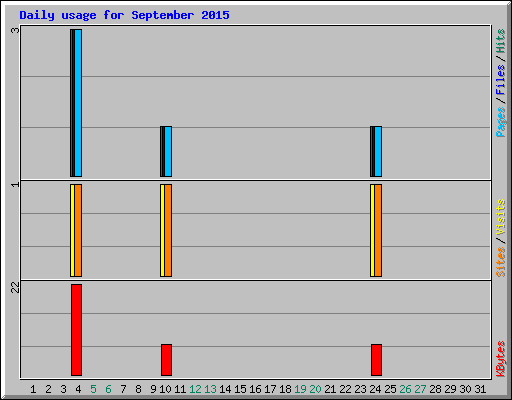 Daily usage for September 2015
3
1
22
Pages / Files / Hits
Sites / Visits
KBytes
1 2 3 4 5 6 7 8 9 10 11 12 13 14 15 16 17 18 19 20 21 22 23 24 25 26 27 28 29 30 31